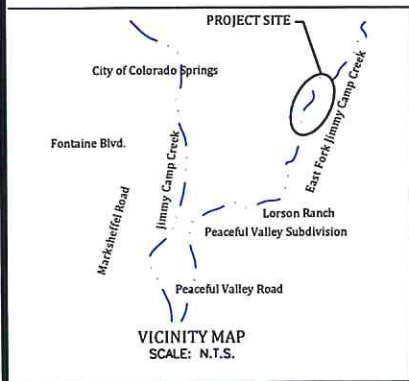 PROJECT SITE
City of Colorado Springs
Fontaine Blvd.
Marksheffel Road
Jimmy Camp Creek
East Fork Jimmy Camp Creek
Lorson Ranch
Peaceful Valley Subdivision
Peaceful Valley Road
VICINITY MAP
SCALE: N.T.S.